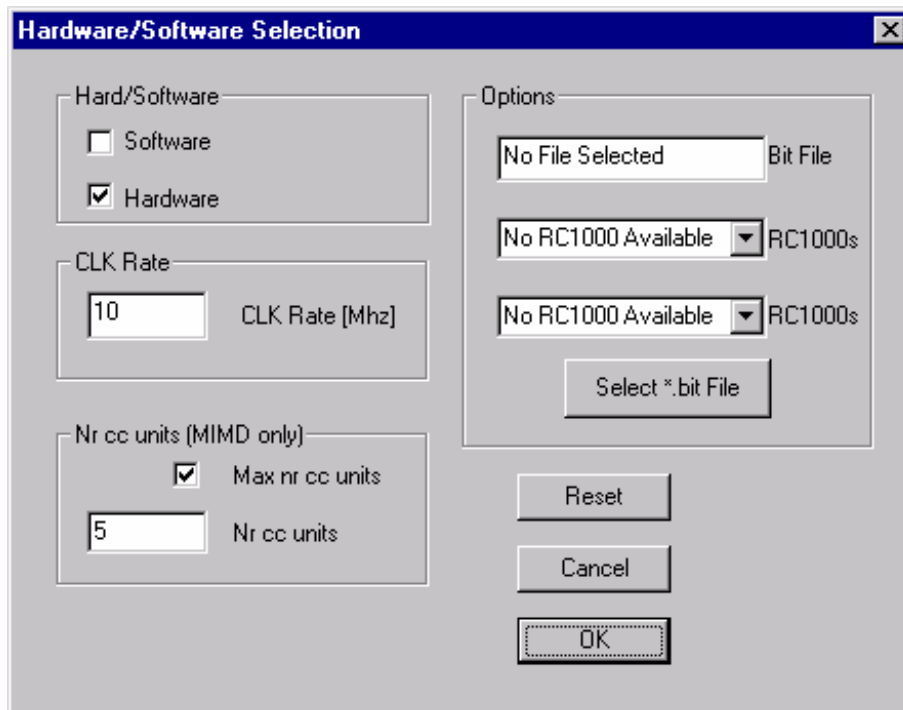 Hardware/Software Selection
Hard/Software
Software
Hardware
CLK Rate
10
CLK Rate [Mhz]
Nr cc units (MIMD only)
Max nr cc units
5
Nr cc units
Options
No File Selected
Bit File
No RC1000 Available
RC1000s
No RC1000 Available
RC1000s
Select *.bit File
Reset
Cancel
OK